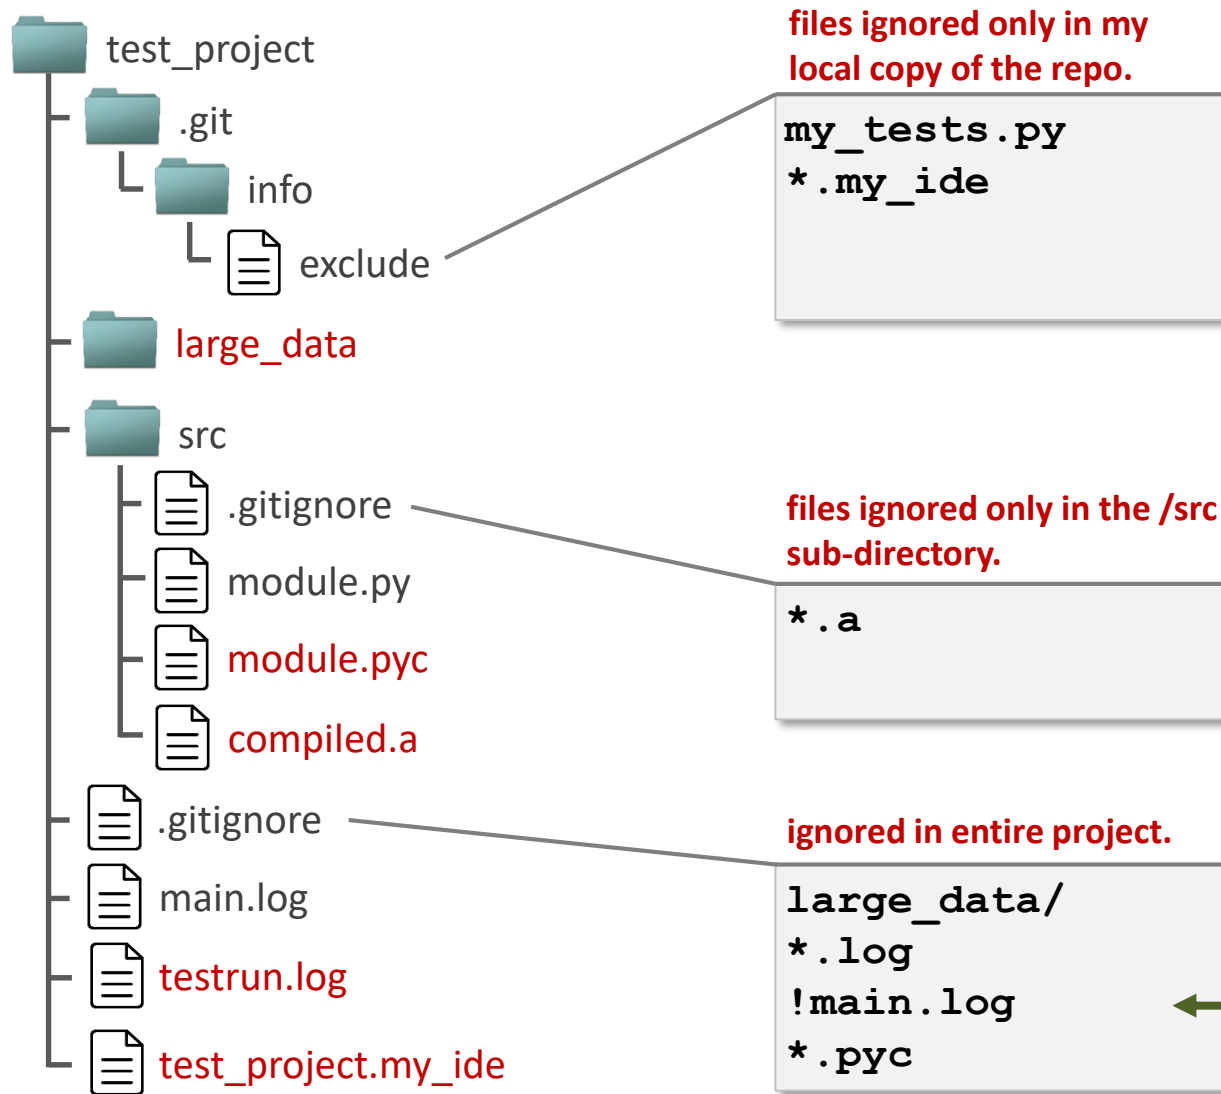 test_project
.git
info
exclude
large_data
src
.gitignore
module.py
module.pyc
compiled.a
.gitignore
main.log
testrun.log
test_project.my_ide
files ignored only in my
local copy of the repo.
my_tests.py
*.my_ide
files ignored only in the /src
sub-directory.
*.a
ignored in entire project.
large_data/
*.log
!main.log
*.pyc